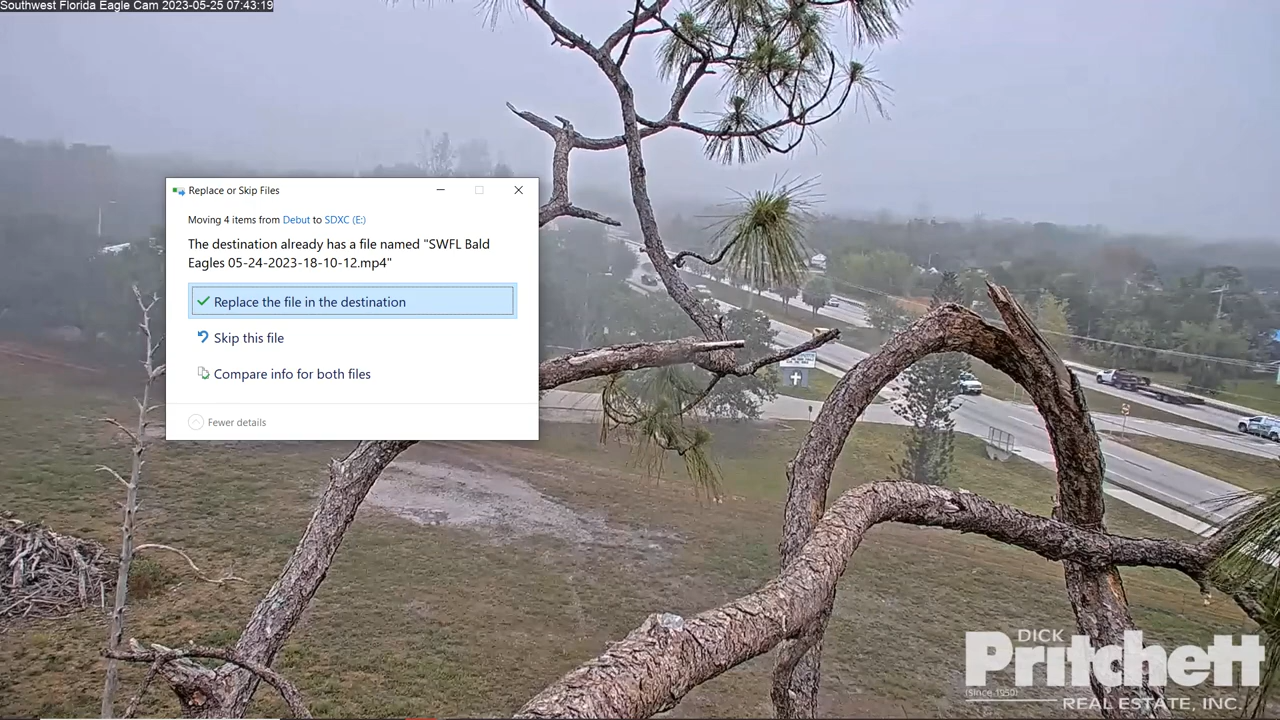 Southwest Florida Eagle Cam 2023-05-25 07:43:19
Replace or Skip Files
Moving 4 items from Debut to SDXC (E:)
The destination already has a file named "SWFL Bald
Eagles 05-24-2023-18-10-12.mp4"
Replace the file in the destination
Skip this file
Compare info for both files
Fewer details
DICK
Pritchett
(since 1950)
REAL ESTATE, INC.